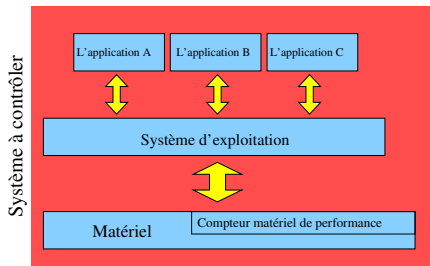 Système à contrôler
L'application A
L'application B
L'application C
Système d'exploitation
Compteur matériel de performance
Matériel